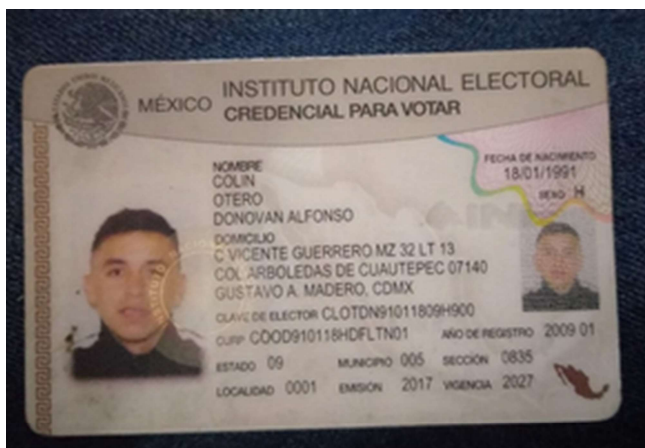 MÉXICO INSTITUTO NACIONAL ELECTORAL
CREDENCIAL PARA VOTAR
NOMBRE
COLIN
OTERO
DONOVAN ALFONSO
FECHA DE NACIMIENTO
18/01/1991
SEXO H
DOMICILIO
C VICENTE GUERRERO MZ 32 LT 13
COL ARBOLEDAS DE CUAUTEPEC 07140
GUSTAVO A. MADERO, CDMX
CLAVE DE ELECTOR CLOTDN91011809H900
CURP COOD910118HDFLTN01 AÑO DE REGISTRO 2009 01
ESTADO 09 MUNICIPIO 005 SECCIÓN 0835
LOCALIDAD 0001 EMISIÓN 2017 VIGENCIA 2027